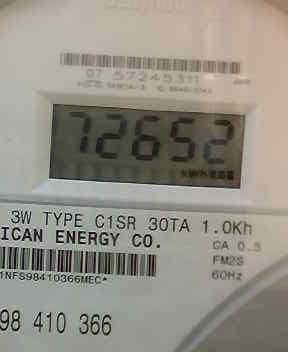 07 57245311
72652
3W TYPE C1SR 30TA 1.0Kh
ICAN ENERGY CO.
CA 0.5
FM2S
60Hz
1NFS98410366MEC*
98 410 366